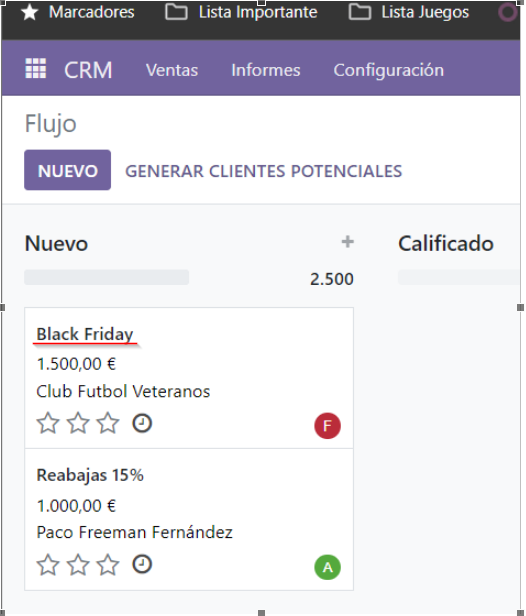 Marcadores Lista Importante Lista Juegos
CRM Ventas Informes Configuración
Flujo
NUEVO GENERAR CLIENTES POTENCIALES
Nuevo + Calificado
2.500
Black Friday
1.500,00 €
Club Futbol Veteranos
F
Reabajas 15%
1.000,00 €
Paco Freeman Fernández
A